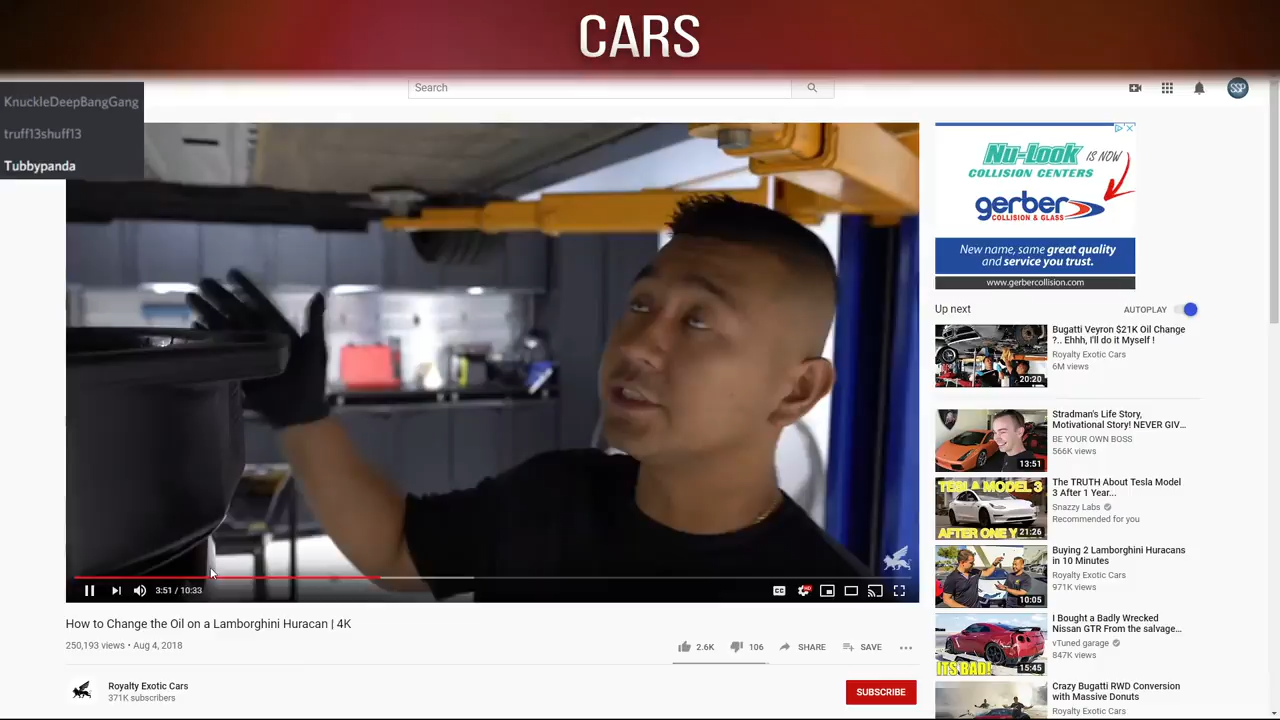 CARS
Search
SSP
KnuckleDeepBangGang
truff13shuff13
Tubbypanda
3:51 / 10:33
How to Change the Oil on a Lamborghini Huracan | 4K
250,193 views • Aug 4, 2018
2.6K
106
SHARE
SAVE
Royalty Exotic Cars
371K subscribers
SUBSCRIBE
Nu-Look IS NOW
COLLISION CENTERS
gerber
COLLISION & GLASS
New name, same great quality
and service you trust.
www.gerbercollision.com
Up next
AUTOPLAY
Bugatti Veyron $21K Oil Change
?.. Ehhh, I'll do it Myself !
Royalty Exotic Cars
6M views
20:20
Stradman's Life Story,
Motivational Story! NEVER GIV...
BE YOUR OWN BOSS
566K views
13:51
TESLA MODEL 3
AFTER ONE Y
21:26
The TRUTH About Tesla Model
3 After 1 Year...
Snazzy Labs
Recommended for you
Buying 2 Lamborghini Huracans
in 10 Minutes
Royalty Exotic Cars
971K views
10:05
I Bought a Badly Wrecked
Nissan GTR From the salvage...
vTuned garage
847K views
ITS BAD!
15:45
Crazy Bugatti RWD Conversion
with Massive Donuts
Royalty Exotic Cars